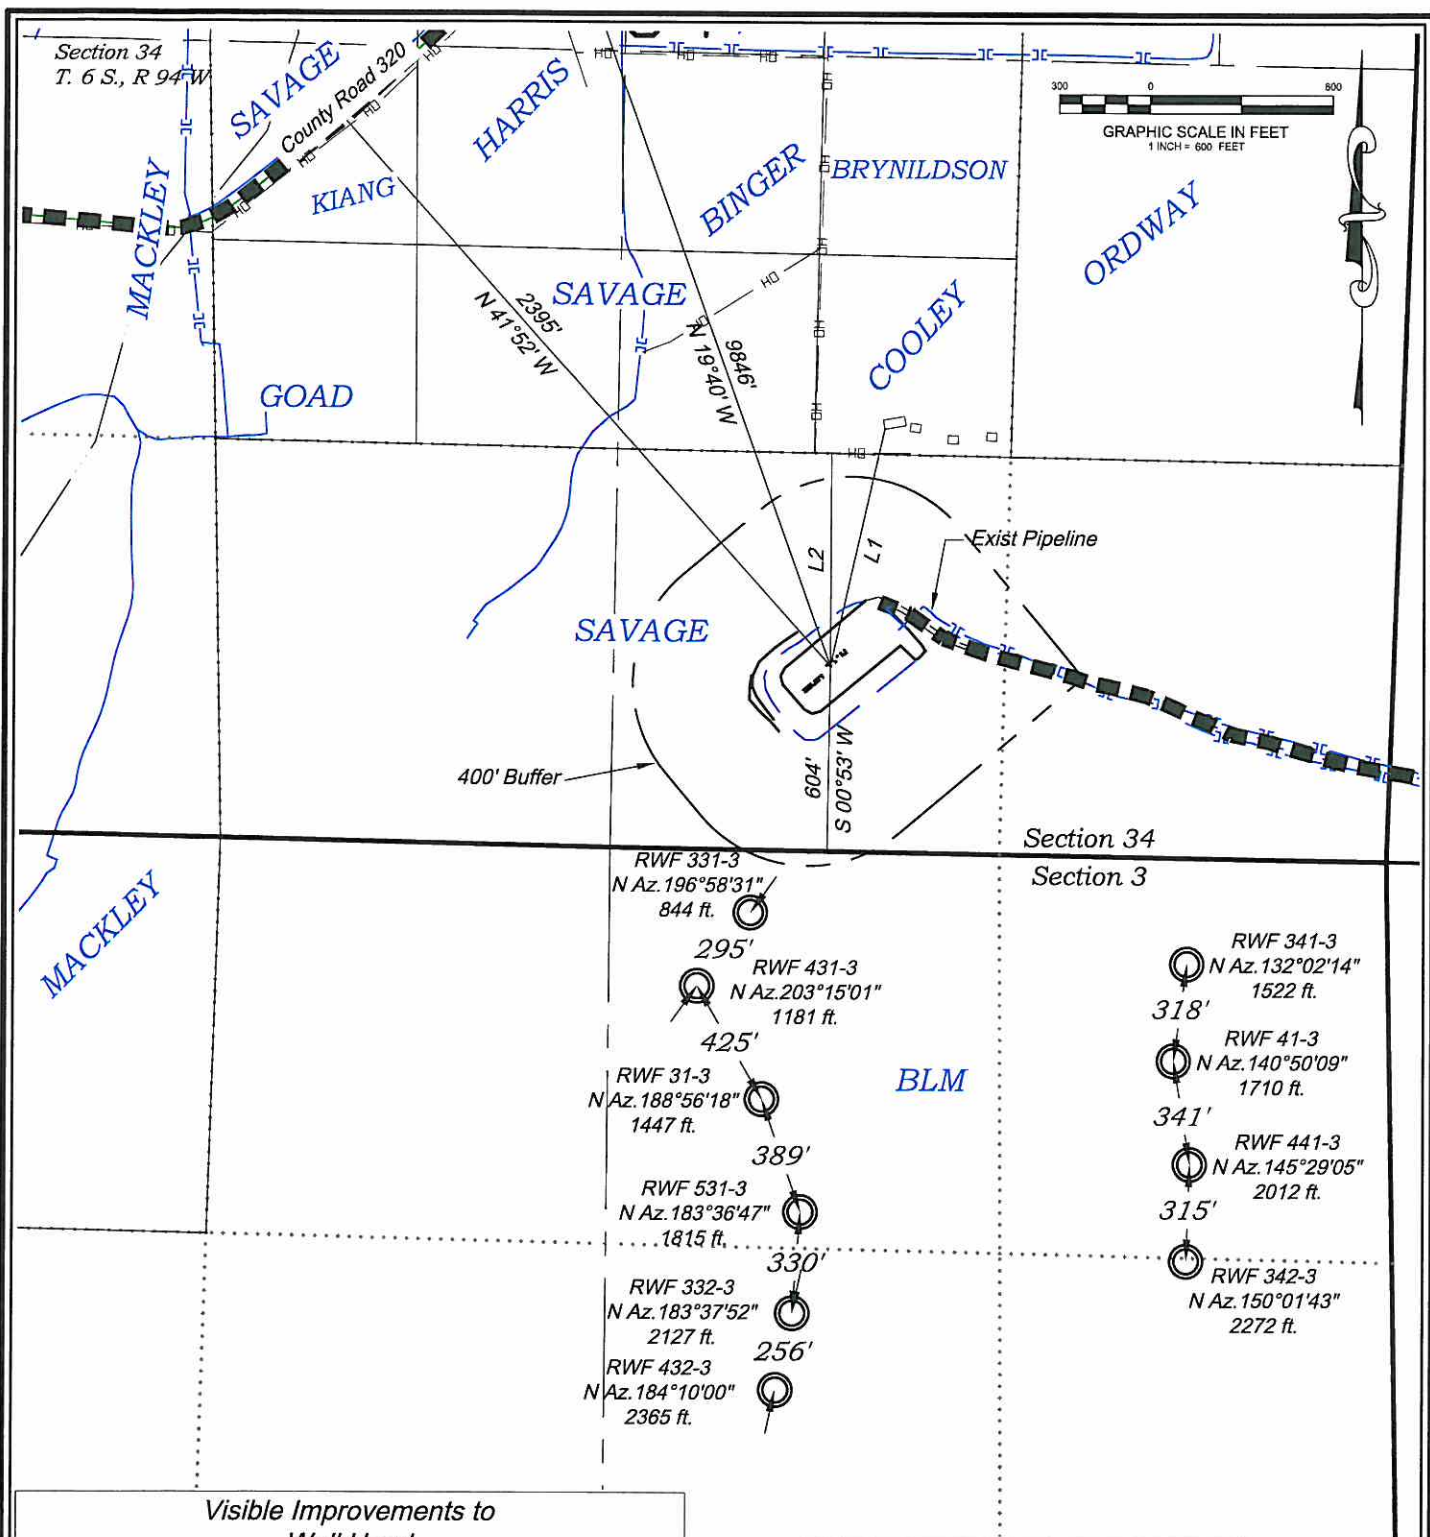 Section 34
T. 6 S., R 94 W
SAVAGE
County Road 320
HARRIS
300
0
600
GRAPHIC SCALE IN FEET
1 INCH = 600 FEET
MACKLEY
KIANG
BINGER
BRYNILDSON
ORDWAY
SAVAGE
2395'
N 41°52' W
9846'
N 19°40' W
COOLEY
GOAD
L2
L1
Exist Pipeline
SAVAGE
400' Buffer
604'
S 00°53' W
Section 34
Section 3
RWF 331-3
N Az.196°58'31"
844 ft.
295'
MACKLEY
RWF 431-3
N Az.203°15'01"
1181 ft.
425'
RWF 341-3
N Az.132°02'14"
1522 ft.
318'
RWF 31-3
N Az.188°56'18"
1447 ft.
BLM
RWF 41-3
N Az.140°50'09"
1710 ft.
341'
389'
RWF 441-3
N Az.145°29'05"
2012 ft.
315'
RWF 531-3
N Az.183°36'47"
1815 ft.
330'
RWF 332-3
N Az.183°37'52"
2127 ft.
256'
RWF 342-3
N Az.150°01'43"
2272 ft.
RWF 432-3
N Az.184°10'00"
2365 ft.
Visible Improvements to